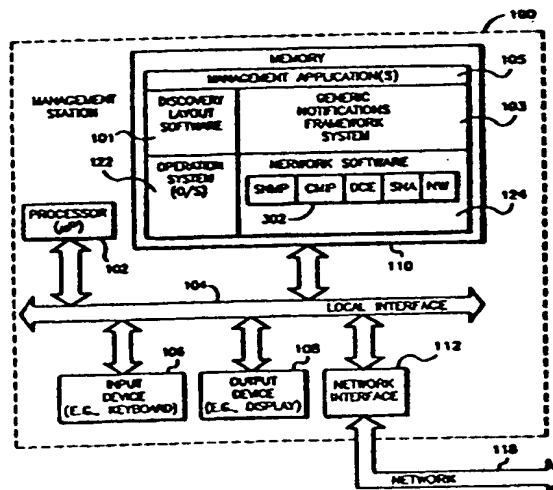 100
MEMORY
MANAGEMENT APPLICATION(S)
105
MANAGEMENT
STATION
DISCOVERY
LAYOUT
SOFTWARE
101
GENERIC
NOTIFICATIONS
FRAMEWORK
SYSTEM
103
122
OPERATION
SYSTEM
(O/S)
NERWORK SOFTWARE
SNMP CMIP DCE SNA NW
302
124
PROCESSOR
(μP)
102
110
104
LOCAL INTERFACE
106
INPUT
DEVICE
(E.G., KEYBOARD)
108
OUTPUT
DEVICE
(E.G., DISPLAY)
112
NETWORK
INTERFACE
118
NETWORK